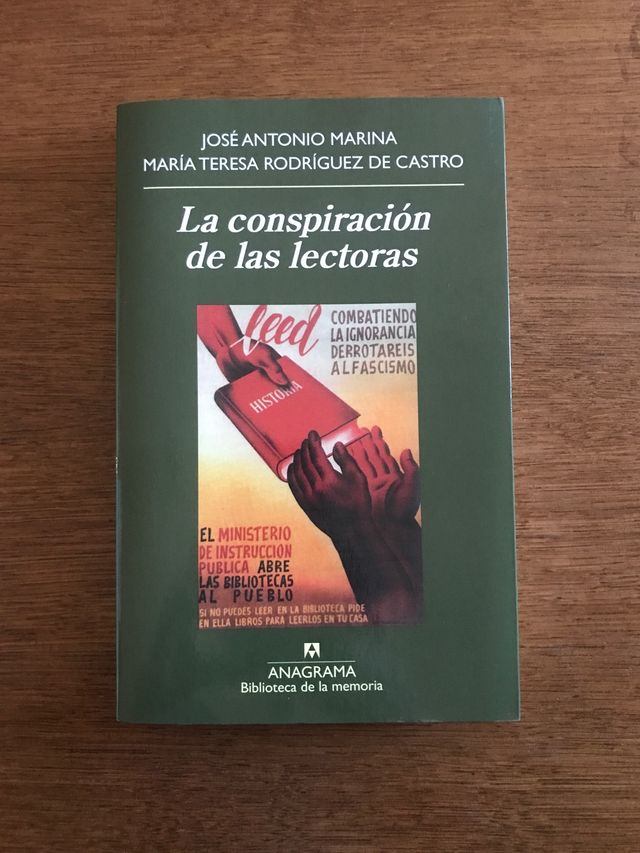 JOSÉ ANTONIO MARINA
MARÍA TERESA RODRÍGUEZ DE CASTRO
La conspiración
de las lectoras
leed
COMBATIENDO
LA IGNORANCIA
DERROTAREIS
AL FASCISMO
HISTORIA
EL MINISTERIO
DE INSTRUCCION
PUBLICA ABRE
LAS BIBLIOTECAS
AL PUEBLO
SI NO PUEDES LEER EN LA BIBLIOTECA PIDE
EN ELLA LIBROS PARA LEERLOS EN TU CASA
ANAGRAMA
Biblioteca de la memoria